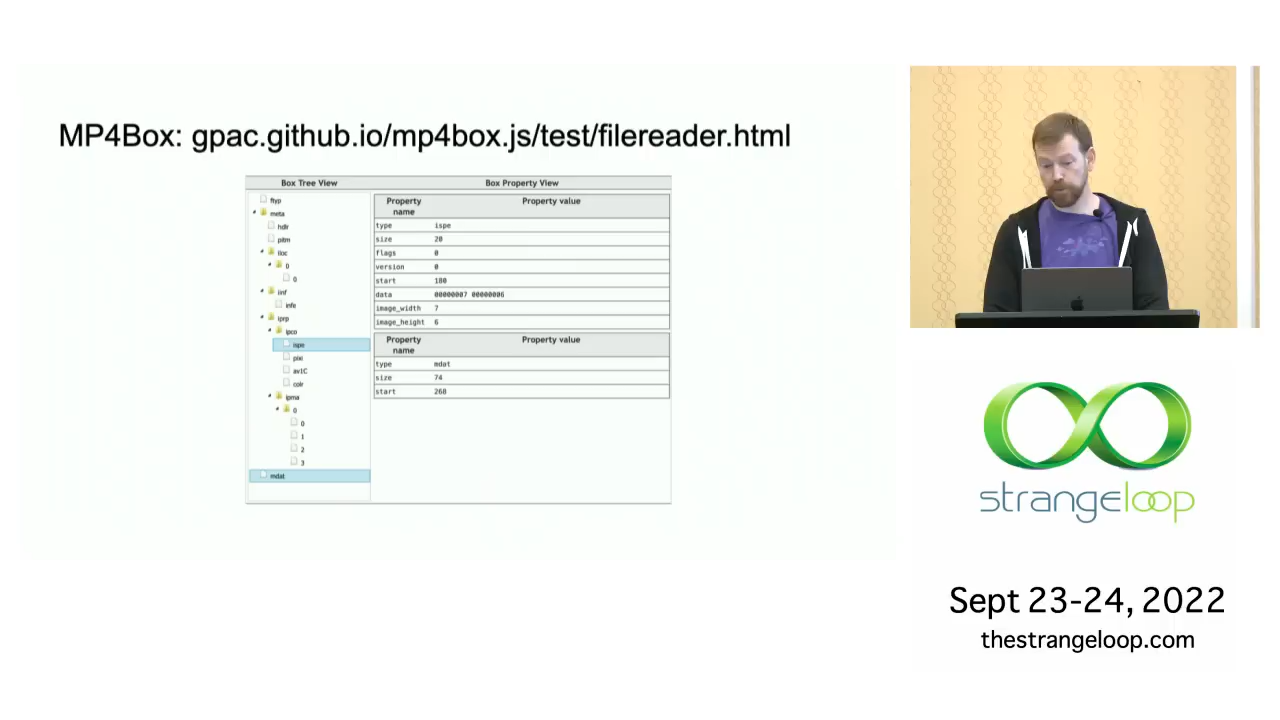 MP4Box: gpac.github.io/mp4box.js/test/filereader.html
Box Tree View
Box Property View
ftyp
meta
hdlr
pitm
iloc
0
0
iinf
infe
iprp
ipco
ispe
pixi
av1C
colr
ipma
0
0
1
2
3
mdat
Property name Property value
type ispe
size 20
flags 0
version 0
start 180
data 00000007 00000006
image_width 7
image_height 6
Property name Property value
type mdat
size 74
start 268
strangeloop
Sept 23-24, 2022
thestrangeloop.com